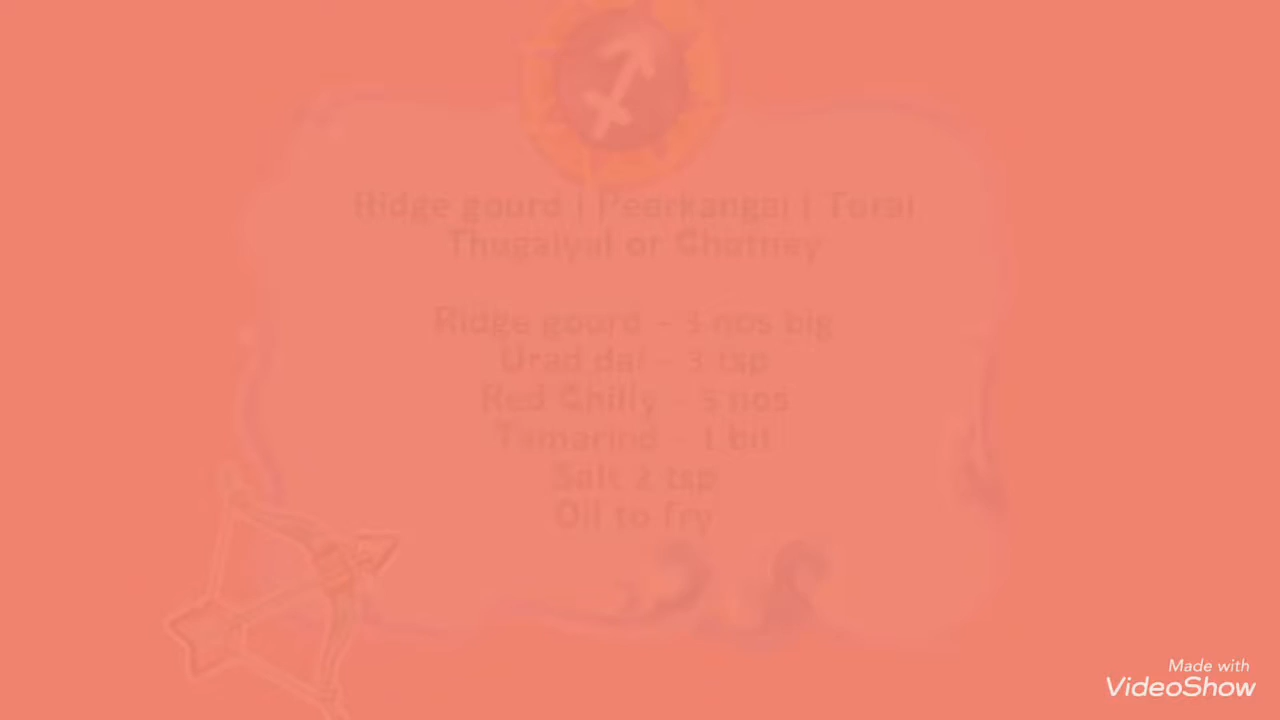 Ridge gourd | Peerkangai | Torai
Thugaiyal or Chutney
Ridge gourd - 3 nos big
Urad dal - 3 tsp
Red Chilly - 5 nos
Tamarind - 1 bit
Salt 2 tsp
Oil to fry
Made with
VideoShow